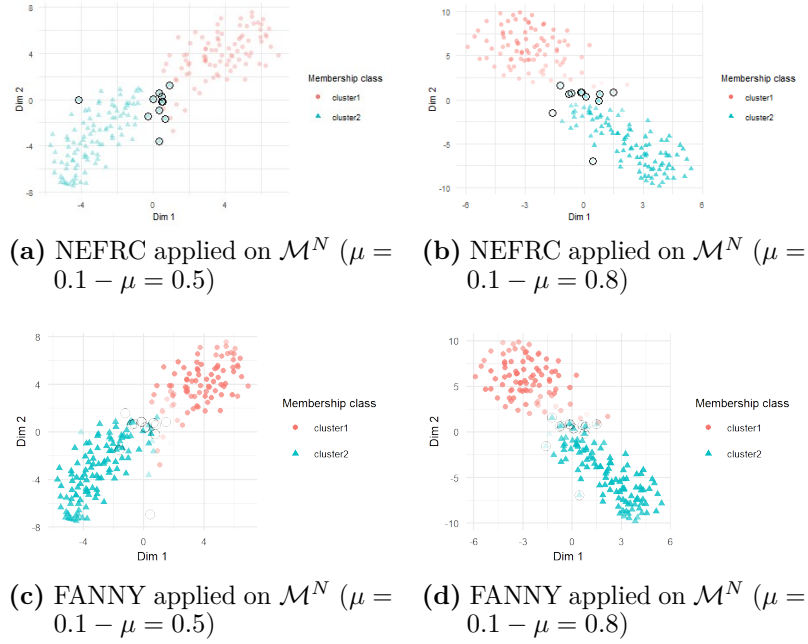 8
4
0
-4
-8
Dim 2
-4
0
4
Dim 1
Membership class
cluster1
cluster2
10
5
0
-5
-10
Dim 2
-6
-3
0
3
6
Dim 1
Membership class
cluster1
cluster2
(a) NEFRC applied on 𝓜ᴺ (μ =
0.1 − μ = 0.5)
(b) NEFRC applied on 𝓜ᴺ (μ =
0.1 − μ = 0.8)
8
4
0
-4
-8
Dim 2
-4
0
4
Dim 1
Membership class
cluster1
cluster2
10
5
0
-5
-10
Dim 2
-6
-3
0
3
6
Dim 1
Membership class
cluster1
cluster2
(c) FANNY applied on 𝓜ᴺ (μ =
0.1 − μ = 0.5)
(d) FANNY applied on 𝓜ᴺ (μ =
0.1 − μ = 0.8)